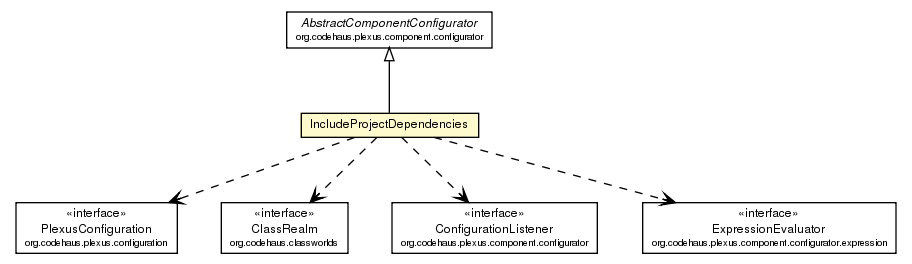 AbstractComponentConfigurator
org.codehaus.plexus.component.configurator
IncludeProjectDependencies
«interface»
PlexusConfiguration
org.codehaus.plexus.configuration
«interface»
ClassRealm
org.codehaus.classworlds
«interface»
ConfigurationListener
org.codehaus.plexus.component.configurator
«interface»
ExpressionEvaluator
org.codehaus.plexus.component.configurator.expression